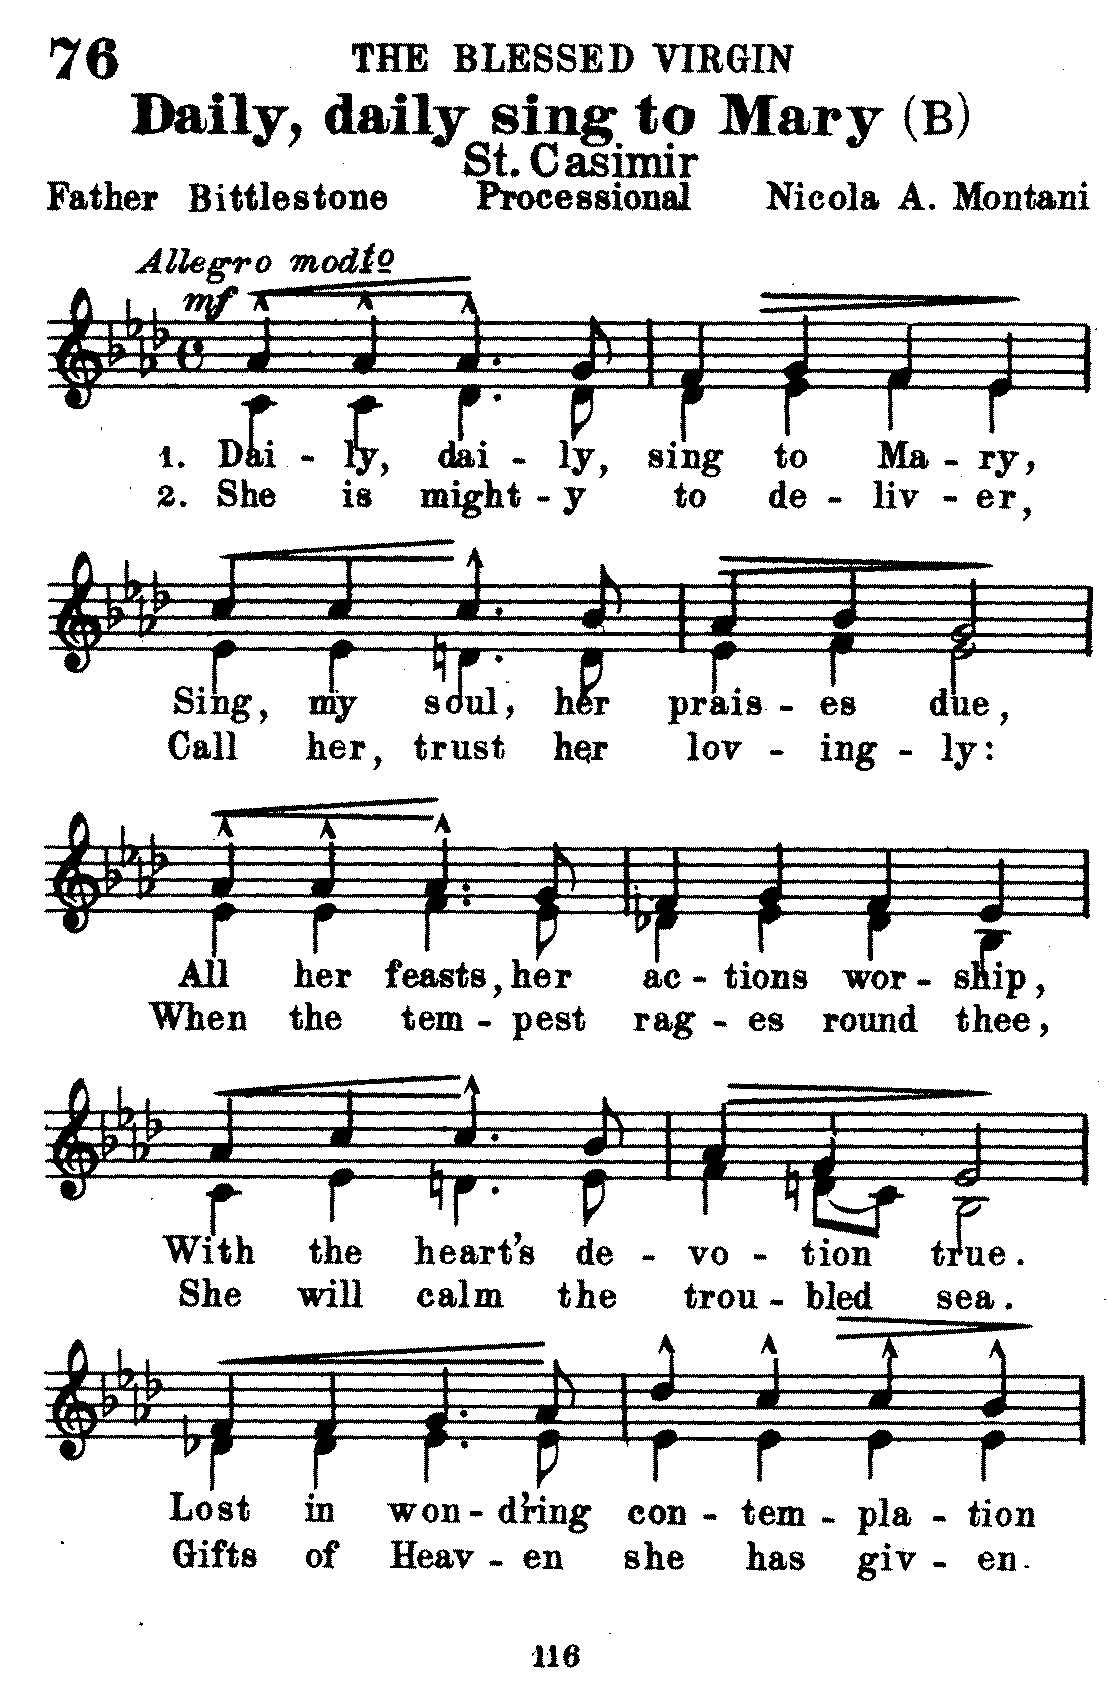 76 THE BLESSED VIRGIN
Daily, daily sing to Mary (B)
St. Casimir
Father Bittlestone Processional Nicola A. Montani
Allegro modto
mf
1. Dai - ly, dai - ly, sing to Ma - ry,
2. She is might - y to de - liv - er,
Sing, my soul, her prais - es due,
Call her, trust her lov - ing - ly:
All her feasts, her ac - tions wor - ship,
When the tem - pest rag - es round thee,
With the heart's de - vo - tion true.
She will calm the trou - bled sea.
Lost in won - d'ring con - tem - pla - tion
Gifts of Heav - en she has giv - en.
116